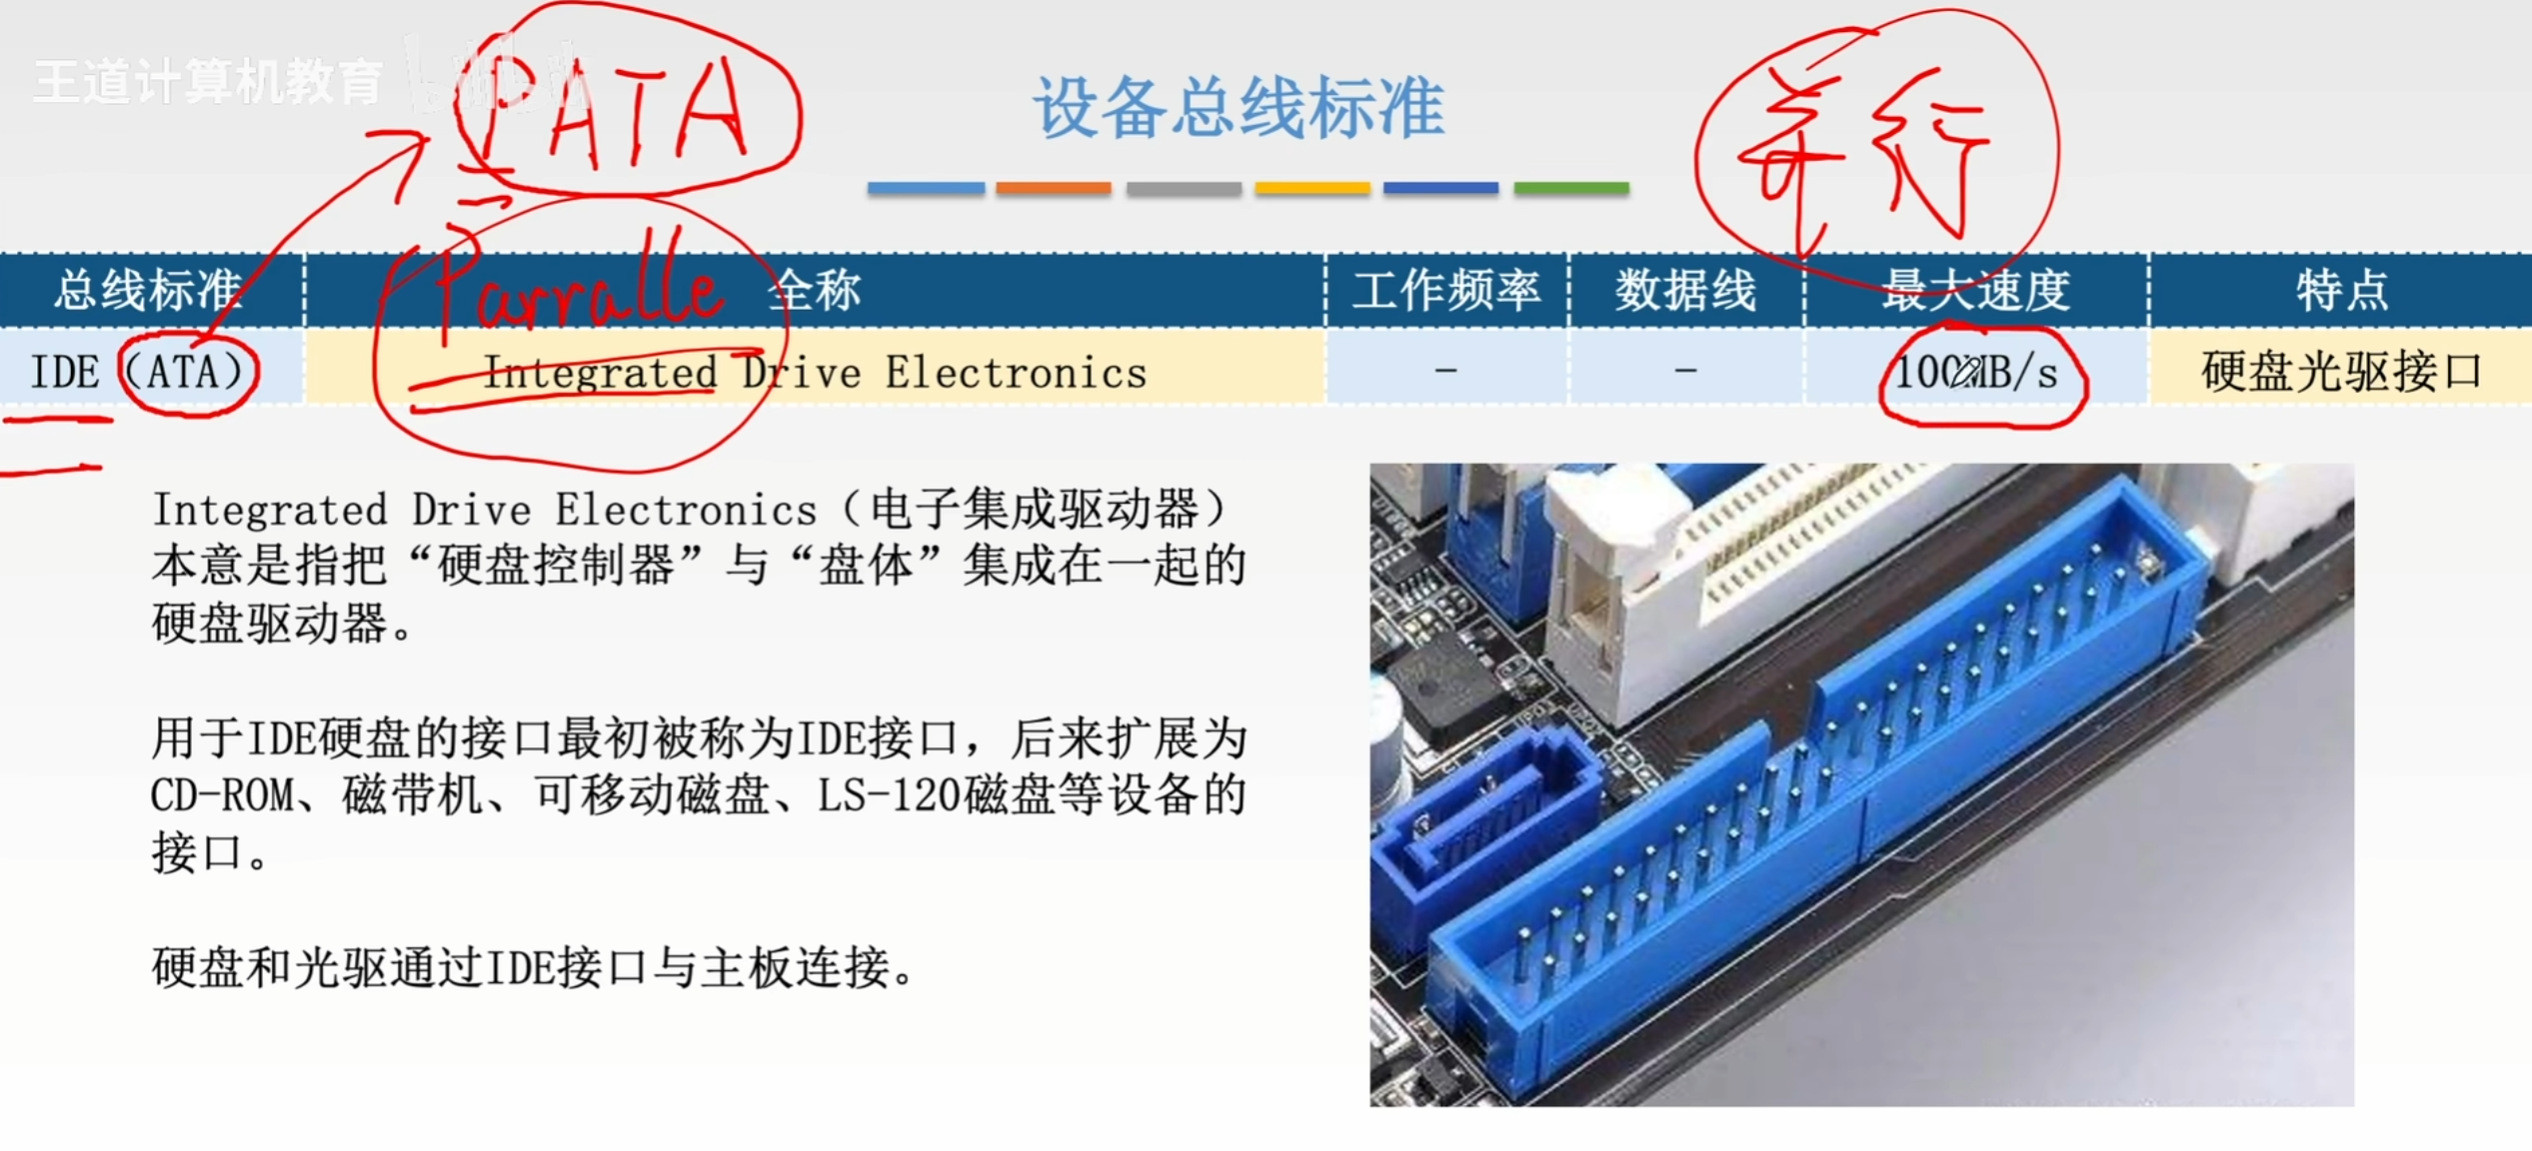 王道计算机教育
PATA
设备总线标准
并行
Parralle
总线标准 全称 工作频率 数据线 最大速度 特点
IDE（ATA） Integrated Drive Electronics - - 100MB/s 硬盘光驱接口
Integrated Drive Electronics（电子集成驱动器）
本意是指把“硬盘控制器”与“盘体”集成在一起的
硬盘驱动器。
用于IDE硬盘的接口最初被称为IDE接口，后来扩展为
CD-ROM、磁带机、可移动磁盘、LS-120磁盘等设备的
接口。
硬盘和光驱通过IDE接口与主板连接。